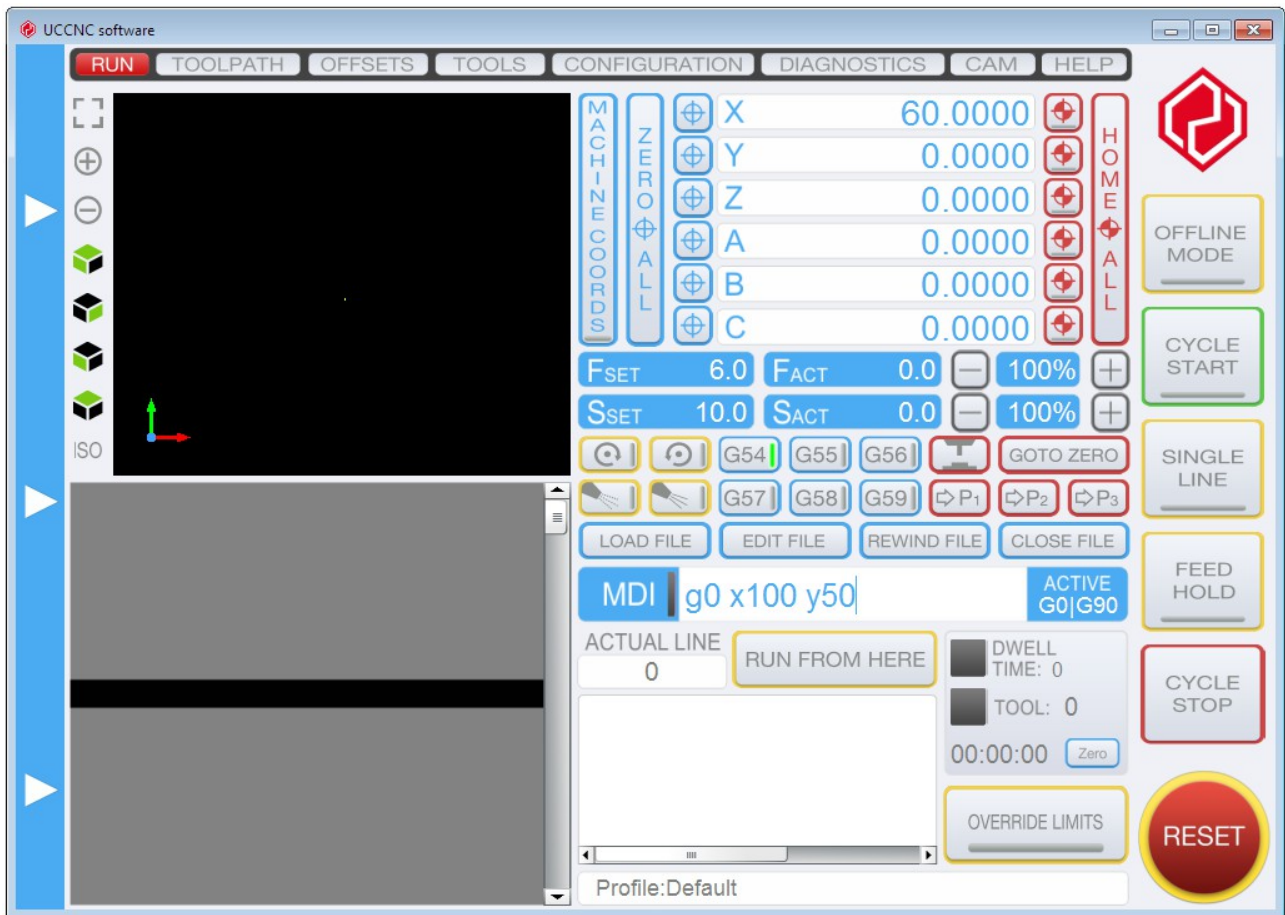 UCCNC software
RUN TOOLPATH OFFSETS TOOLS CONFIGURATION DIAGNOSTICS CAM HELP
ISO
MACHINE COORDS
ZERO ALL
X 60.0000
Y 0.0000
Z 0.0000
A 0.0000
B 0.0000
C 0.0000
HOME ALL
FSET 6.0 FACT 0.0 100%
SSET 10.0 SACT 0.0 100%
G54 G55 G56 GOTO ZERO
G57 G58 G59 P1 P2 P3
LOAD FILE EDIT FILE REWIND FILE CLOSE FILE
MDI g0 x100 y50 ACTIVE
G0|G90
ACTUAL LINE
0
RUN FROM HERE
DWELL
TIME: 0
TOOL: 0
00:00:00 Zero
OVERRIDE LIMITS
Profile:Default
OFFLINE
MODE
CYCLE
START
SINGLE
LINE
FEED
HOLD
CYCLE
STOP
RESET